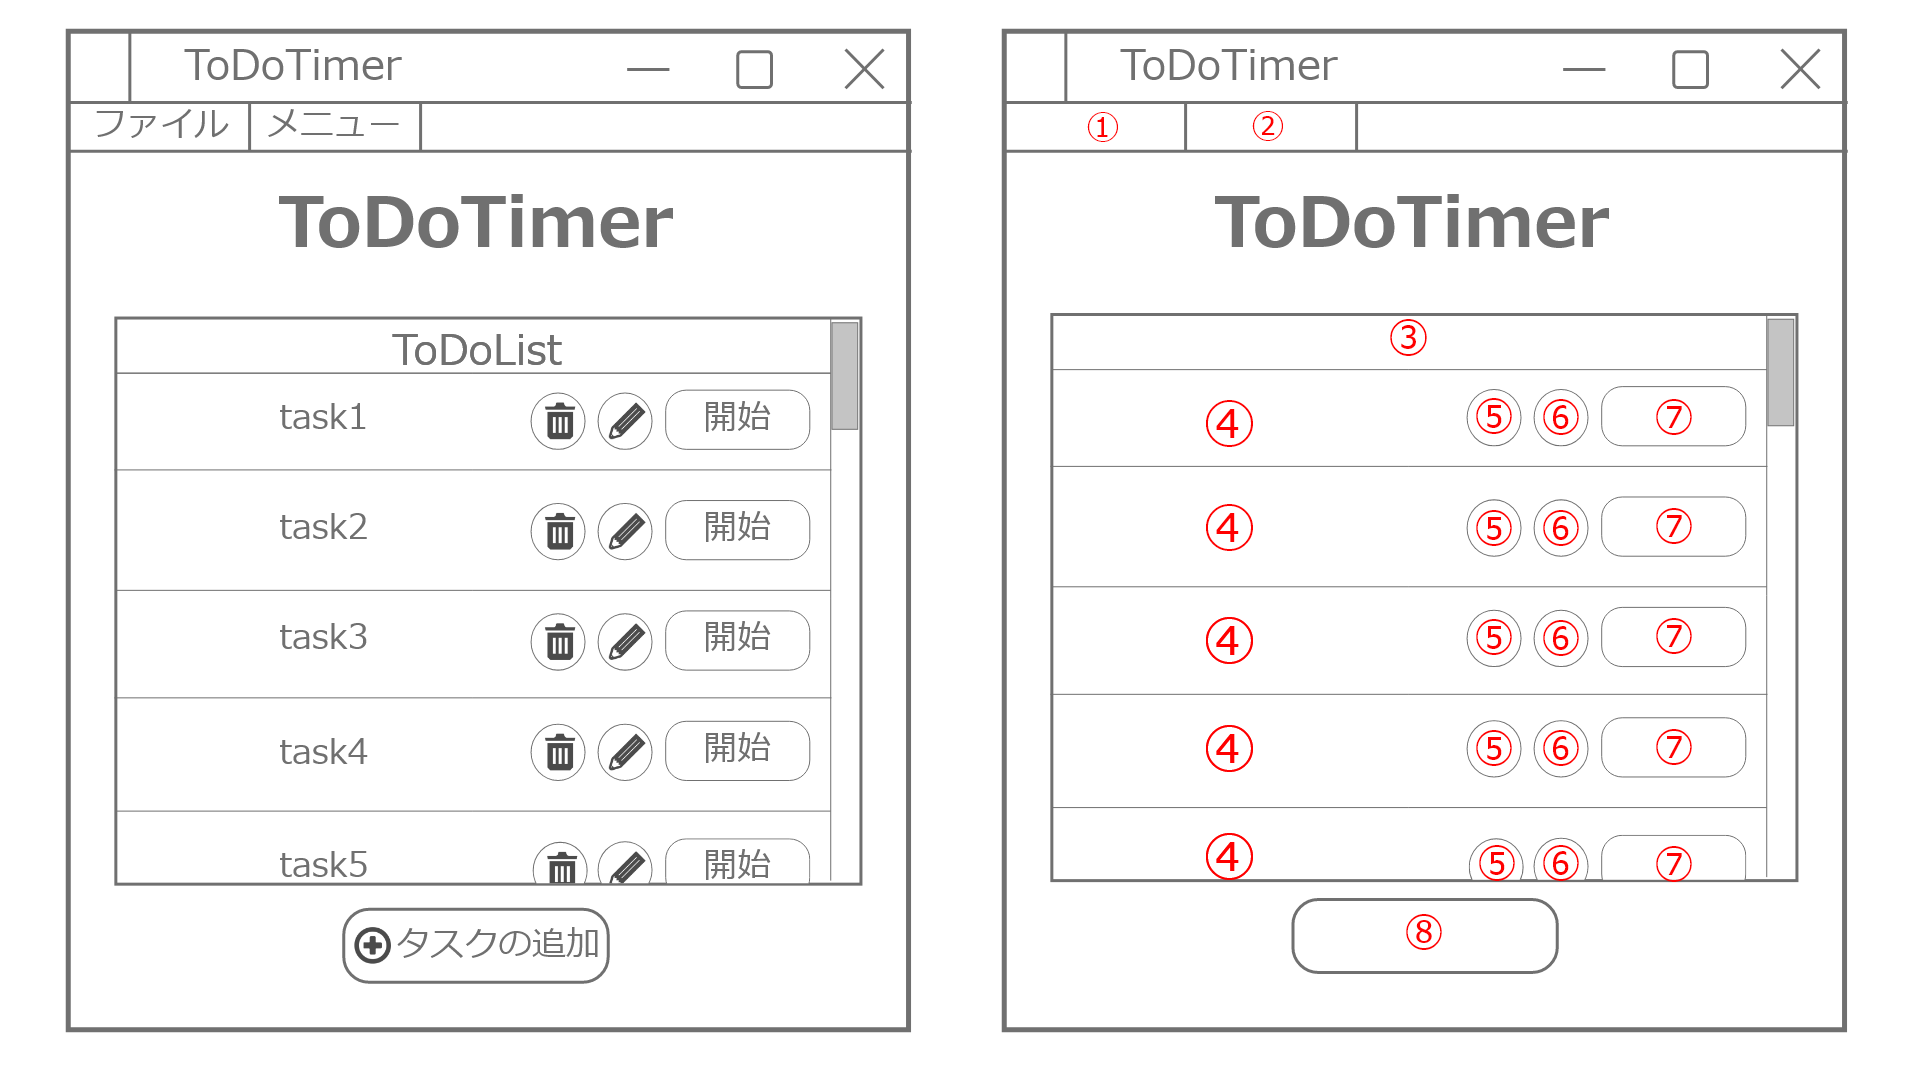 ToDoTimer
ファイル メニュー
ToDoTimer
ToDoList
task1 開始
task2 開始
task3 開始
task4 開始
task5 開始
タスクの追加
ToDoTimer
① ②
ToDoTimer
③
④ ⑤ ⑥ ⑦
④ ⑤ ⑥ ⑦
④ ⑤ ⑥ ⑦
④ ⑤ ⑥ ⑦
④ ⑤ ⑥ ⑦
⑧